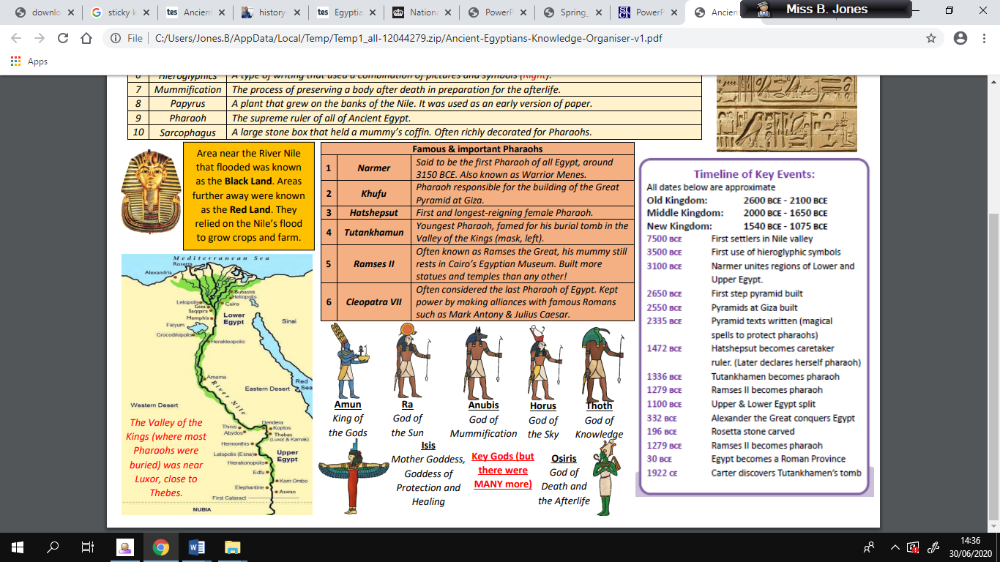 downlo
sticky k
Ancient
history
Egyptia
Nationa
PowerP
Spring_
PowerP
Ancien
Miss B. Jones
File C:/Users/Jones.B/AppData/Local/Temp/Temp1_all-12044279.zip/Ancient-Egyptians-Knowledge-Organiser-v1.pdf
Apps
6 Hieroglyphics A type of writing that used a combination of pictures and symbols (Right).
7 Mummification The process of preserving a body after death in preparation for the afterlife.
8 Papyrus A plant that grew on the banks of the Nile. It was used as an early version of paper.
9 Pharaoh The supreme ruler of all of Ancient Egypt.
10 Sarcophagus A large stone box that held a mummy's coffin. Often richly decorated for Pharaohs.
Area near the River Nile
that flooded was known
as the Black Land. Areas
further away were known
as the Red Land. They
relied on the Nile's flood
to grow crops and farm.
Famous & important Pharaohs
1 Narmer Said to be the first Pharaoh of all Egypt, around
3150 BCE. Also known as Warrior Menes.
2 Khufu Pharaoh responsible for the building of the Great
Pyramid at Giza.
3 Hatshepsut First and longest-reigning female Pharaoh.
4 Tutankhamun Youngest Pharaoh, famed for his burial tomb in the
Valley of the Kings (mask, left).
5 Ramses II Often known as Ramses the Great, his mummy still
rests in Cairo's Egyptian Museum. Built more
statues and temples than any other!
6 Cleopatra VII Often considered the last Pharaoh of Egypt. Kept
power by making alliances with famous Romans
such as Mark Antony & Julius Caesar.
Timeline of Key Events:
All dates below are approximate
Old Kingdom: 2600 BCE - 2100 BCE
Middle Kingdom: 2000 BCE - 1650 BCE
New Kingdom: 1540 BCE - 1075 BCE
7500 BCE First settlers in Nile valley
3500 BCE First use of hieroglyphic symbols
3100 BCE Narmer unites regions of Lower and
Upper Egypt.
2650 BCE First step pyramid built
2550 BCE Pyramids at Giza built
2335 BCE Pyramid texts written (magical
spells to protect pharaohs)
1472 BCE Hatshepsut becomes caretaker
ruler. (Later declares herself pharaoh)
1336 BCE Tutankhamen becomes pharaoh
1279 BCE Ramses II becomes pharaoh
1100 BCE Upper & Lower Egypt split
332 BCE Alexander the Great conquers Egypt
196 BCE Rosetta stone carved
1279 BCE Ramses II becomes pharaoh
30 BCE Egypt becomes a Roman Province
1922 CE Carter discovers Tutankhamen's tomb
Mediterranean Sea
Rosetta
Alexandria
Bubastis
Heliopolis
Letopolis
Giza
Cairo
Saqqara
Memphis
Lower
Egypt
Sinai
Faiyum
Crocodilopolis
Herakleopolis
Amarna
River Nile
Eastern Desert
Red
Sea
Western Desert
Thinis
Abydos
Dendera
Koptos
Thebes
(Luxor & Karnak)
Hermonthis
Latopolis (Esna)
Hierakonpolis
Upper
Egypt
Edfu
Kom Ombo
Elephantine
Aswan
First Cataract
NUBIA
The Valley of the
Kings (where most
Pharaohs were
buried) was near
Luxor, close to
Thebes.
Amun
King of
the Gods
Ra
God of
the Sun
Anubis
God of
Mummification
Horus
God of
the Sky
Thoth
God of
Knowledge
Isis
Mother Goddess,
Goddess of
Protection and
Healing
Key Gods (but
there were
MANY more)
Osiris
God of
Death and
the Afterlife
14:36
30/06/2020